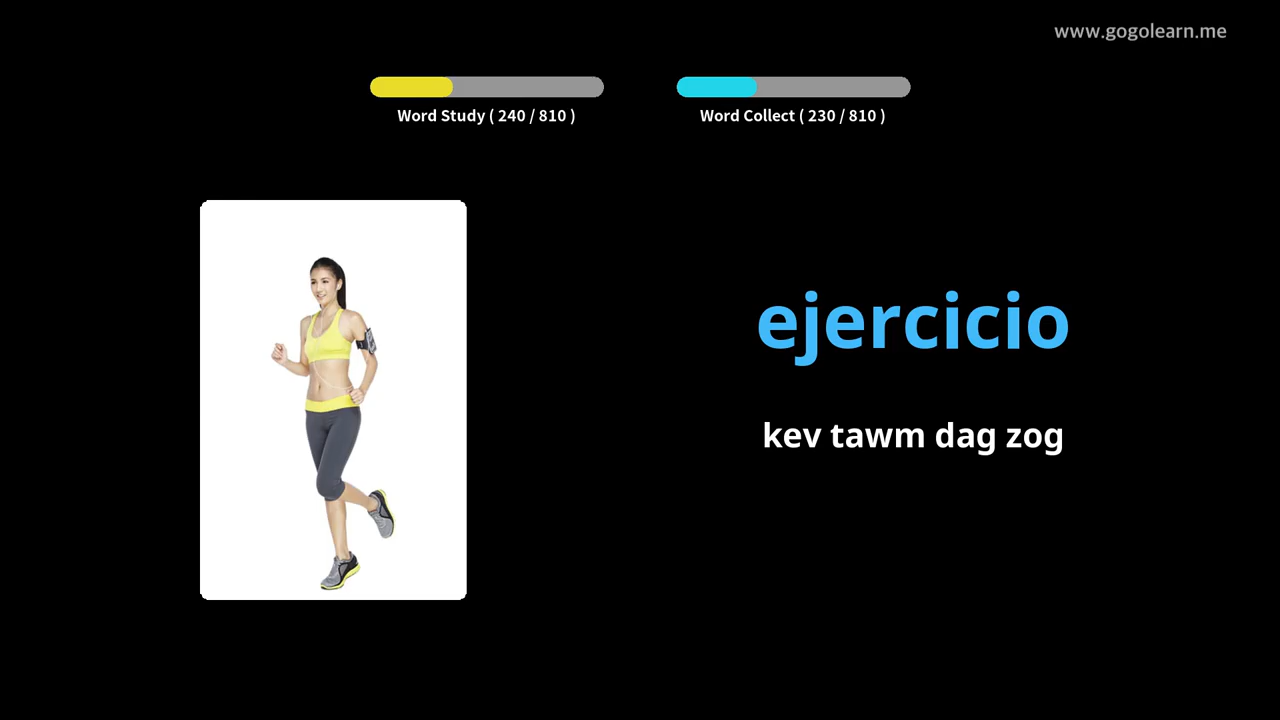 www.gogolearn.me
Word Study ( 240 / 810 )
Word Collect ( 230 / 810 )
ejercicio
kev tawm dag zog